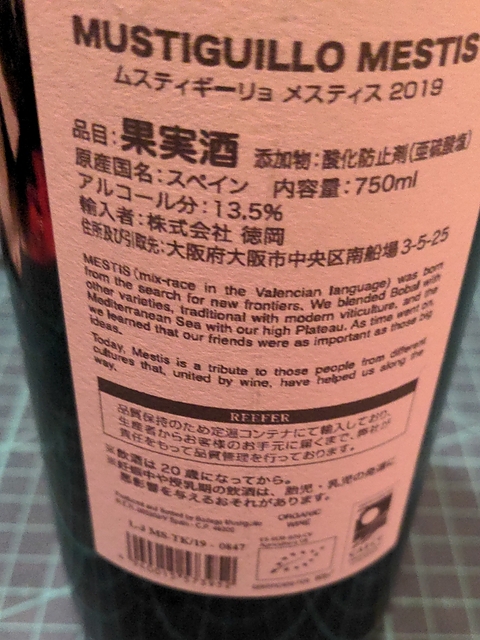 MUSTIGUILLO MESTIS
ムスティギーリョ メスティス 2019
品目:果実酒 添加物:酸化防止剤(亜硫酸塩)
原産国名:スペイン 内容量:750ml
アルコール分:13.5%
輸入者:株式会社 徳岡
住所及び引取先:大阪府大阪市中央区南船場3-5-25
MESTIS (mix-race in the Valencian language) was born
from the search for new frontiers. We blended Bobal with
other varieties, traditional with modern viticulture, and the
Mediterranean Sea with our high Plateau. As time went on,
we learned that our friends were as important as those big
ideas.
Today, Mestis is a tribute to those people from different
cultures that, united by wine, have helped us along the
way.
REEFER
品質保持のため定温コンテナにて輸入しており、
生産者からお客様のお手元に届くまで、弊社が
責任をもって品質管理を行っております。
※飲酒は20歳になってから。
※妊娠中や授乳期の飲酒は、胎児・乳児の発達に
悪影響を与えるおそれがあります。
Produced and Bottled by Bodega Mustiguillo
ORGANIC
WINE
L-J MS-TK/19 - 0847